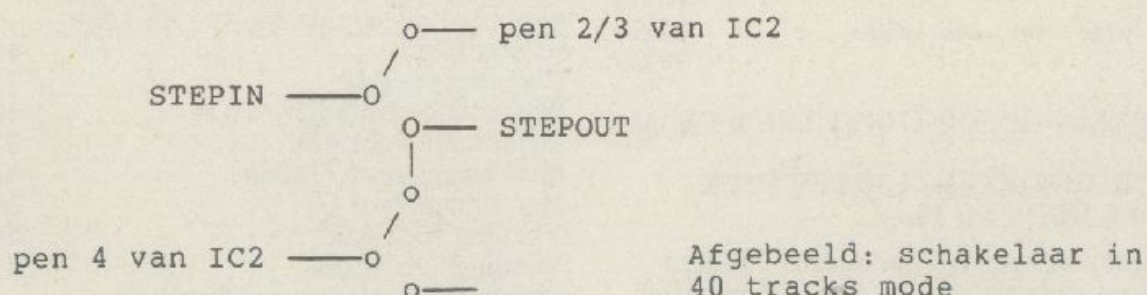 pen 2/3 van IC2
STEPIN
STEPOUT
pen 4 van IC2
Afgebeeld: schakelaar in
40 tracks mode